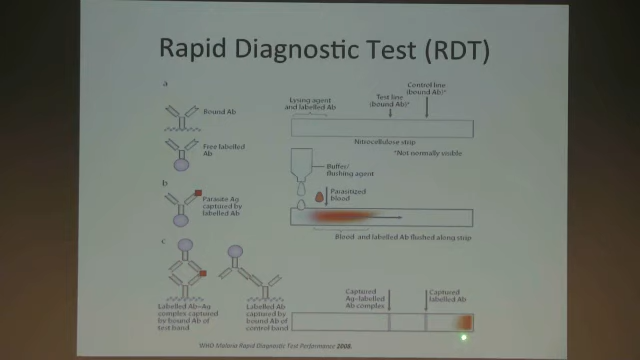 Rapid Diagnostic Test (RDT)
a
Bound Ab
Free labelled
Ab
Lysing agent
and labelled Ab
Test line
(bound Ab)*
Control line
(bound Ab)*
Nitrocellulose strip
*Not normally visible
Buffer/
flushing agent
b
Parasite Ag
captured by
labelled Ab
Parasitized
blood
Blood and labelled Ab flushed along strip
c
Labelled Ab–Ag
complex captured
by bound Ab of
test band
Labelled Ab
captured by
bound Ab of
control band
Captured
Ag–labelled
Ab complex
Captured
labelled Ab
WHO Malaria Rapid Diagnostic Test Performance 2008.